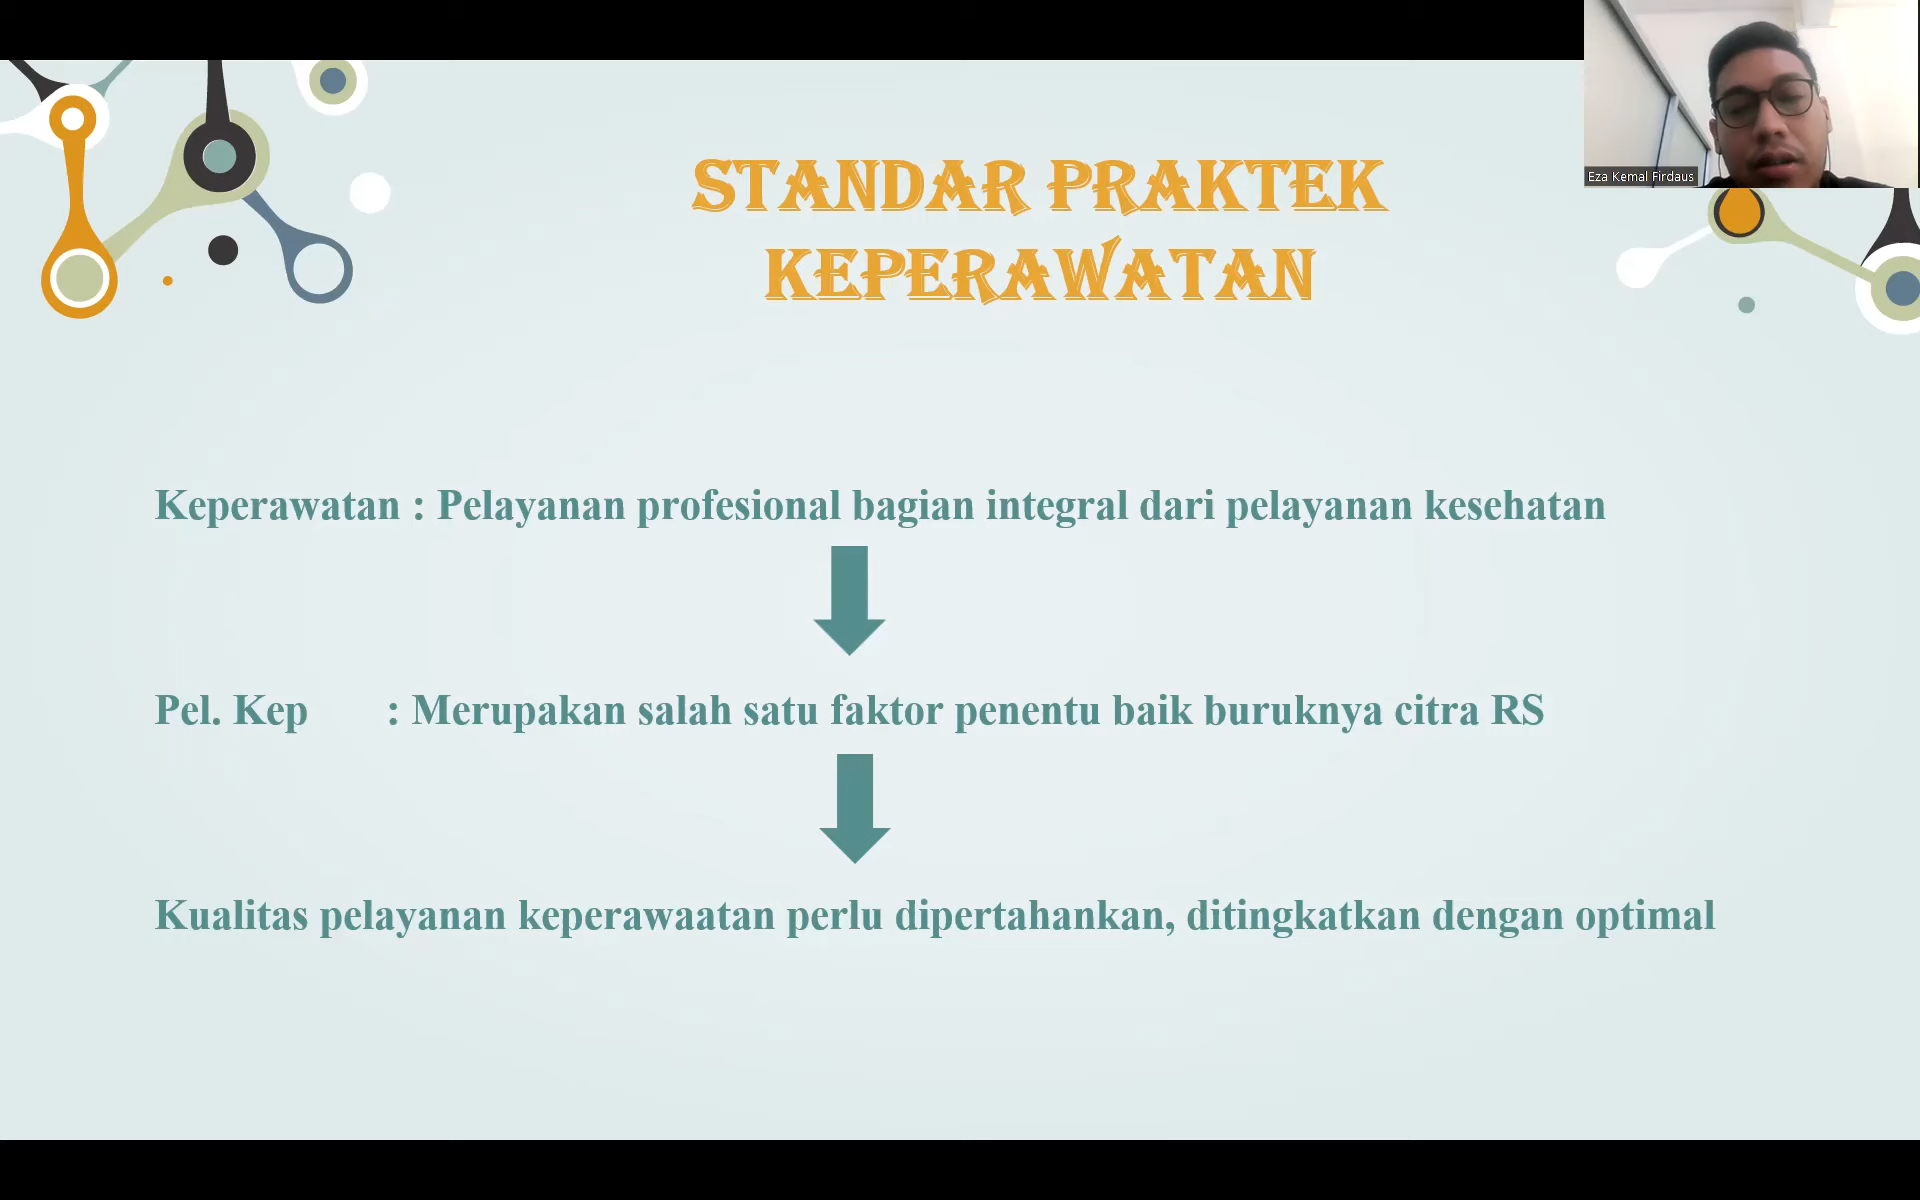 Eza Kemal Firdaus
STANDAR PRAKTEK
KEPERAWATAN
Keperawatan : Pelayanan profesional bagian integral dari pelayanan kesehatan
Pel. Kep : Merupakan salah satu faktor penentu baik buruknya citra RS
Kualitas pelayanan keperawaatan perlu dipertahankan, ditingkatkan dengan optimal